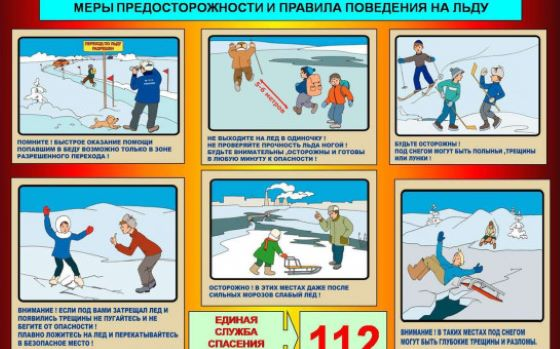 МЕРЫ ПРЕДОСТОРОЖНОСТИ И ПРАВИЛА ПОВЕДЕНИЯ НА ЛЬДУ
ПЕРЕХОД ПО ЛЬДУ
РАЗРЕШЕН
ПОМНИТЕ ! БЫСТРОЕ ОКАЗАНИЕ ПОМОЩИ
ПОПАВШИМ В БЕДУ ВОЗМОЖНО ТОЛЬКО В ЗОНЕ
РАЗРЕШЕННОГО ПЕРЕХОДА !
5-6 метров
НЕ ВЫХОДИТЕ НА ЛЕД В ОДИНОЧКУ !
НЕ ПРОВЕРЯЙТЕ ПРОЧНОСТЬ ЛЬДА НОГОЙ !
БУДЬТЕ ВНИМАТЕЛЬНЫ ,ОСТОРОЖНЫ И ГОТОВЫ
В ЛЮБУЮ МИНУТУ К ОПАСНОСТИ !
БУДЬТЕ ОСТОРОЖНЫ !
ПОД СНЕГОМ МОГУТ БЫТЬ ПОЛЫНЬИ ,ТРЕЩИНЫ
ИЛИ ЛУНКИ !
ВНИМАНИЕ ! ЕСЛИ ПОД ВАМИ ЗАТРЕЩАЛ ЛЕД И
ПОЯВИЛИСЬ ТРЕЩИНЫ НЕ ПУГАЙТЕСЬ И НЕ
БЕГИТЕ ОТ ОПАСНОСТИ !
ПЛАВНО ЛОЖИТЕСЬ НА ЛЕД И ПЕРЕКАТЫВАЙТЕСЬ
В БЕЗОПАСНОЕ МЕСТО !
ОСТОРОЖНО ! В ЭТИХ МЕСТАХ ДАЖЕ ПОСЛЕ
СИЛЬНЫХ МОРОЗОВ СЛАБЫЙ ЛЕД !
ЕДИНАЯ
СЛУЖБА
СПАСЕНИЯ
112
ВНИМАНИЕ ! В ТАКИХ МЕСТАХ ПОД СНЕГОМ
МОГУТ БЫТЬ ГЛУБОКИЕ ТРЕЩИНЫ И РАЗЛОМЫ.